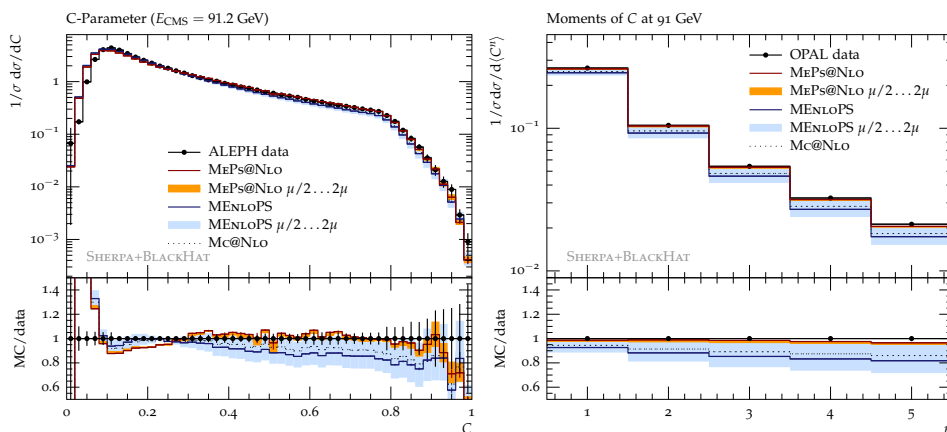 C-Parameter (E_CMS = 91.2 GeV)
1/σ dσ/dC
1
10⁻¹
10⁻²
10⁻³
ALEPH data
MEPS@NLO
MEPS@NLO μ/2...2μ
MENLOPS
MENLOPS μ/2...2μ
MC@NLO
SHERPA+BLACKHAT
MC/data
1.4
1.2
1
0.8
0.6
0 0.2 0.4 0.6 0.8 1
C
Moments of C at 91 GeV
1/σ dσ/d⟨Cⁿ⟩
10⁻¹
10⁻²
OPAL data
MEPS@NLO
MEPS@NLO μ/2...2μ
MENLOPS
MENLOPS μ/2...2μ
MC@NLO
SHERPA+BLACKHAT
MC/data
1.4
1.2
1
0.8
0.6
1 2 3 4 5